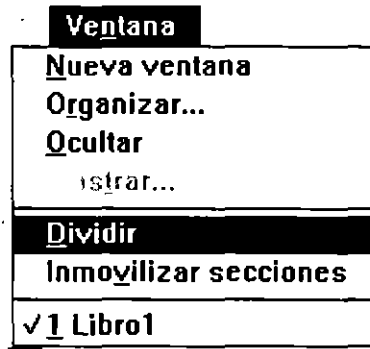 Ventana
Nueva ventana
Organizar...
Ocultar
Dividir
Inmovilizar secciones
✓ 1 Libro1